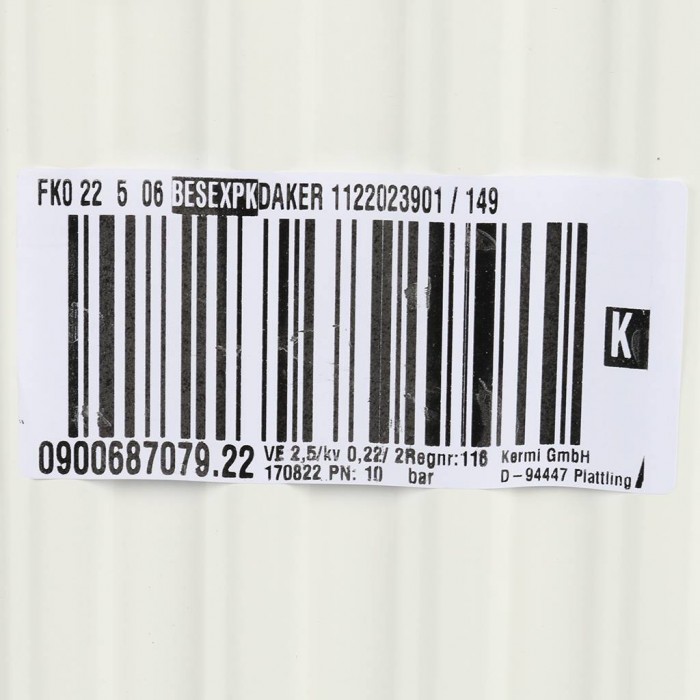 FKO 22 5 06 BESEXPKDAKER 1122023901 / 149
K
0900687079.22
VE 2,5/kv 0,22/ 2Regnr:116
170822 PN: 10 bar
Kermi GmbH
D-94447 Plattling